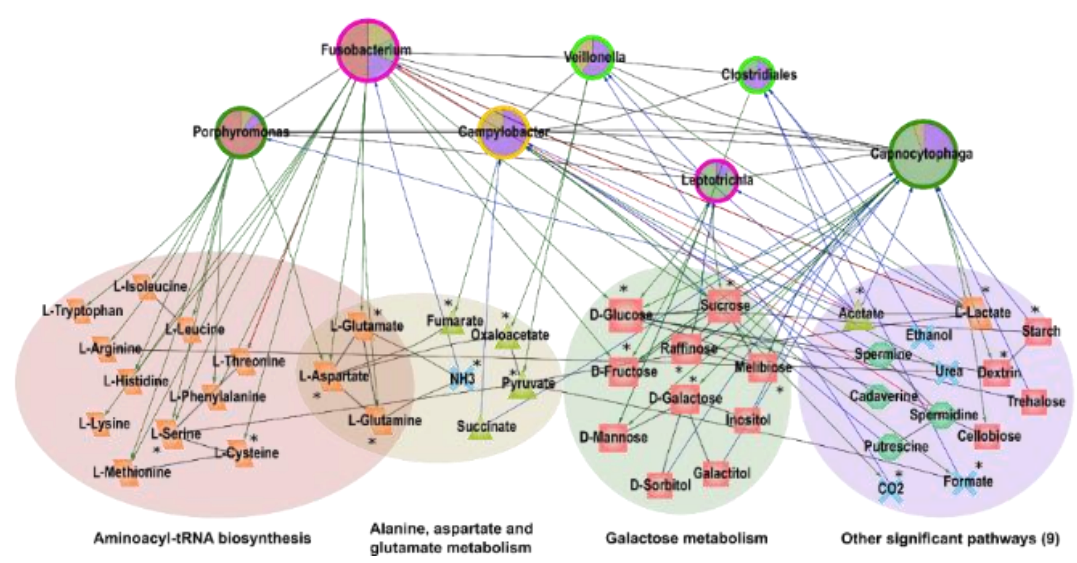 Fusobacterium
Veillonella
Clostridiales
Porphyromonas
Campylobacter
Capnocytophaga
Leptotrichia
L-Isoleucine
L-Tryptophan
L-Leucine
L-Arginine
L-Threonine
L-Histidine
L-Phenylalanine
L-Lysine
L-Serine
*
L-Cysteine
*
L-Methionine
L-Glutamate
*
L-Aspartate
*
L-Glutamine
*
Fumarate
*
Oxaloacetate
*
NH3
*
Pyruvate
*
Succinate
D-Glucose
*
Sucrose
*
Raffinose
D-Fructose
*
Melibiose
*
D-Galactose
* *
Inositol
D-Mannose
D-Sorbitol
Galactitol
Acetate
*
L-Lactate
*
Ethanol
Starch
*
Spermine
Urea
Dextrin
*
Cadaverine
Trehalose
Spermidine
Cellobiose
Putrescine
CO2
*
Formate
*
Aminoacyl-tRNA biosynthesis
Alanine, aspartate and
glutamate metabolism
Galactose metabolism
Other significant pathways (9)